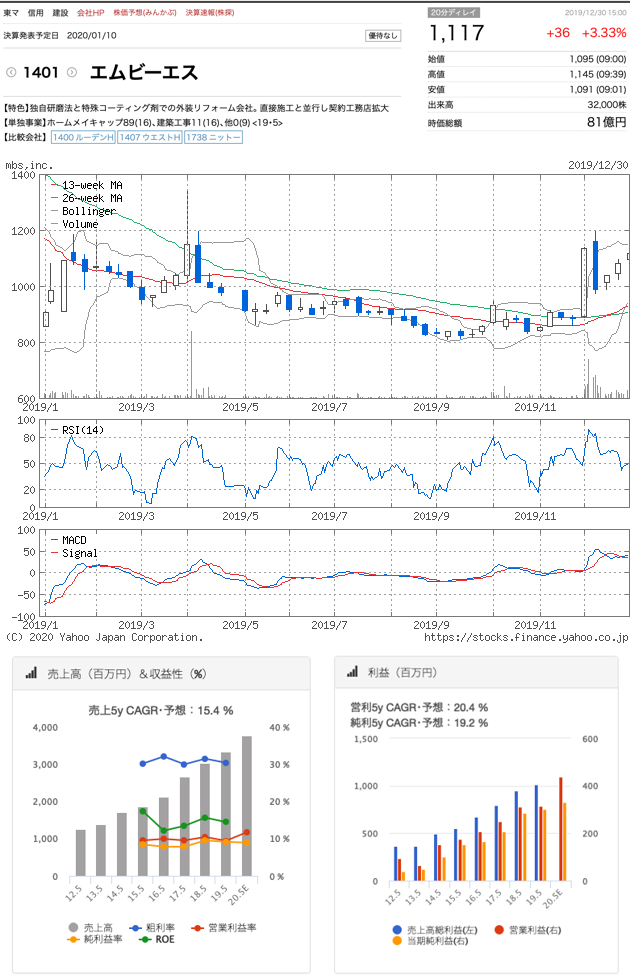 東マ 信用 建設 会社HP 株価予想(みんかぶ) 決算速報(株探)
20分ディレイ 2019/12/30 15:00
決算発表予定日 2020/01/10 優待なし
1,117 +36 +3.33%
1401 エムビーエス
始値 1,095 (09:00)
高値 1,145 (09:39)
安値 1,091 (09:01)
出来高 32,000株
時価総額 81億円
【特色】独自研磨法と特殊コーティング剤での外装リフォーム会社。直接施工と並行し契約工務店拡大
【単独事業】ホームメイキャップ89(16)、建築工事11(16)、他0(9) <19・5>
【比較会社】 1400 ルーデンH 1407 ウエストH 1738 ニットー
mbs,inc. 2019/12/30
1400
1200
1000
800
600
13-week MA
26-week MA
Bollinger
Volume
2019/1 2019/3 2019/5 2019/7 2019/9 2019/11
100
80
50
20
0
RSI(14)
2019/1 2019/3 2019/5 2019/7 2019/9 2019/11
100
50
0
-50
-100
MACD
Signal
2019/1 2019/3 2019/5 2019/7 2019/9 2019/11
(C) 2020 Yahoo Japan Corporation. https://stocks.finance.yahoo.co.jp
売上高（百万円）＆収益性（%）
売上5y CAGR・予想：15.4 %
4,000 40 %
3,000 30 %
2,000 20 %
1,000 10 %
0 0 %
12.5 13.5 14.5 15.5 16.5 17.5 18.5 19.5 20.5E
売上高 粗利率 営業利益率
純利益率 ROE
利益（百万円）
営利5y CAGR・予想：20.4 %
純利5y CAGR・予想：19.2 %
1,500 600
1,000 400
500 200
0 0
12.5 13.5 14.5 15.5 16.5 17.5 18.5 19.5 20.5E
売上高総利益(左) 営業利益(右)
当期純利益(右)